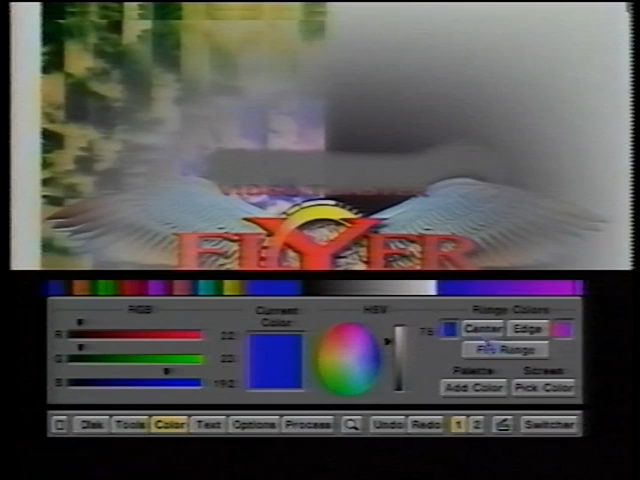 FLYER
RGB
Current
Color
HSV
Range Colors
R
22
76
Center
Edge
G
23
Fill Range
B
192
Palette
Screen
Add Color
Pick Color
Disk
Tools
Color
Text
Options
Process
Undo
Redo
1
2
Switcher